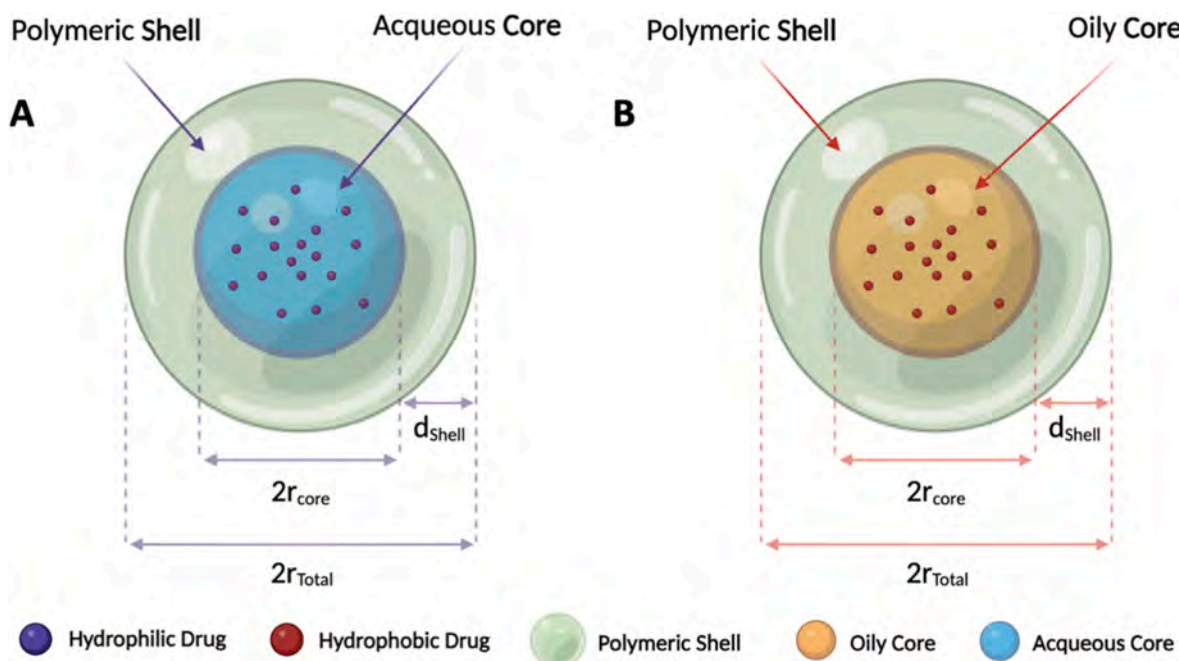 Polymeric Shell
Acqueous Core
Polymeric Shell
Oily Core
A
B
dShell
dShell
2rcore
2rcore
2rTotal
2rTotal
Hydrophilic Drug
Hydrophobic Drug
Polymeric Shell
Oily Core
Acqueous Core